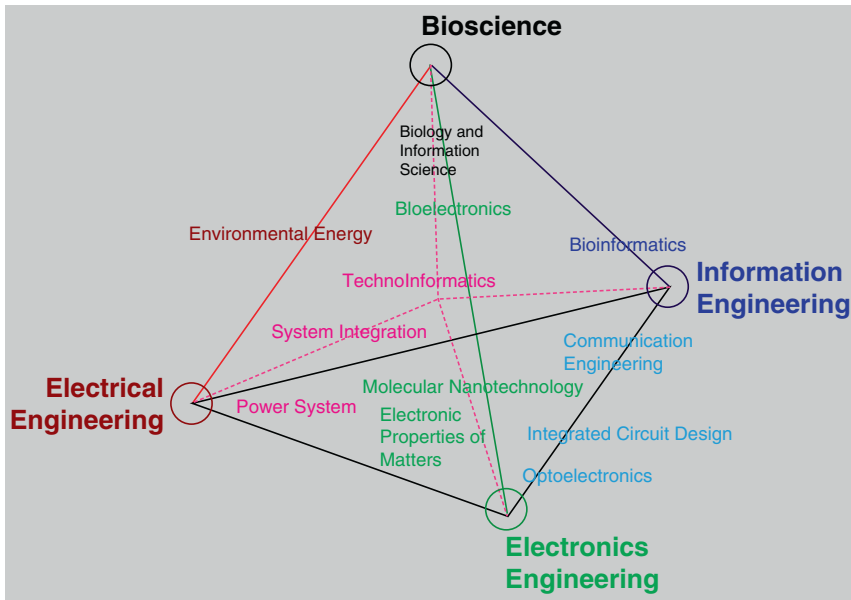 Bioscience
Biology and
Information
Science
Bloelectronics
Environmental Energy
Bioinformatics
TechnoInformatics
Information
Engineering
System Integration
Communication
Engineering
Electrical
Engineering
Molecular Nanotechnology
Power System
Electronic
Properties of
Matters
Integrated Circuit Design
Optoelectronics
Electronics
Engineering